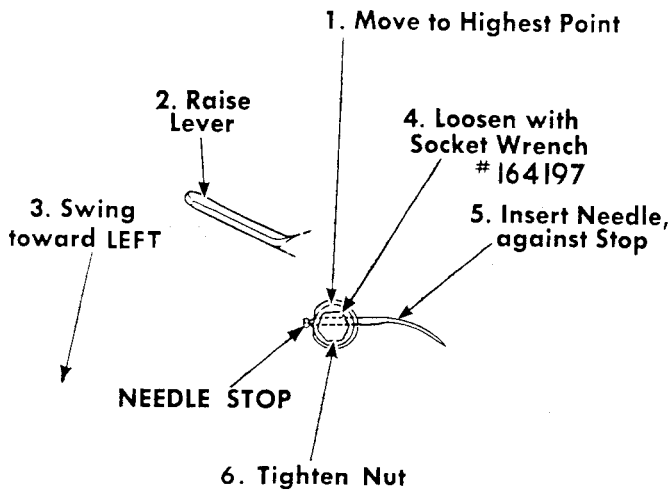 1. Move to Highest Point
2. Raise
Lever
3. Swing
toward LEFT
4. Loosen with
Socket Wrench
#164197
5. Insert Needle,
against Stop
NEEDLE STOP
6. Tighten Nut